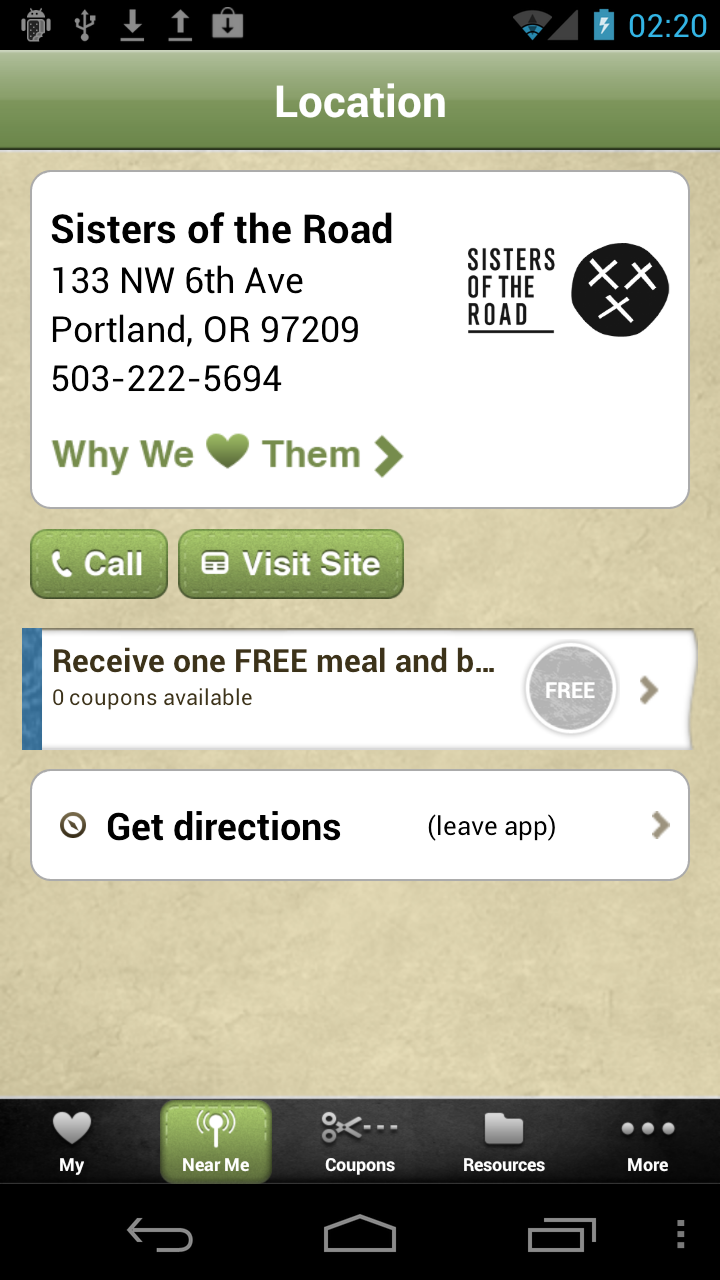 02:20
Location
Sisters of the Road
133 NW 6th Ave
Portland, OR 97209
503-222-5694
SISTERS
OF THE
ROAD
Why We Them
Call
Visit Site
Receive one FREE meal and b...
0 coupons available
FREE
Get directions
(leave app)
My
Near Me
Coupons
Resources
More